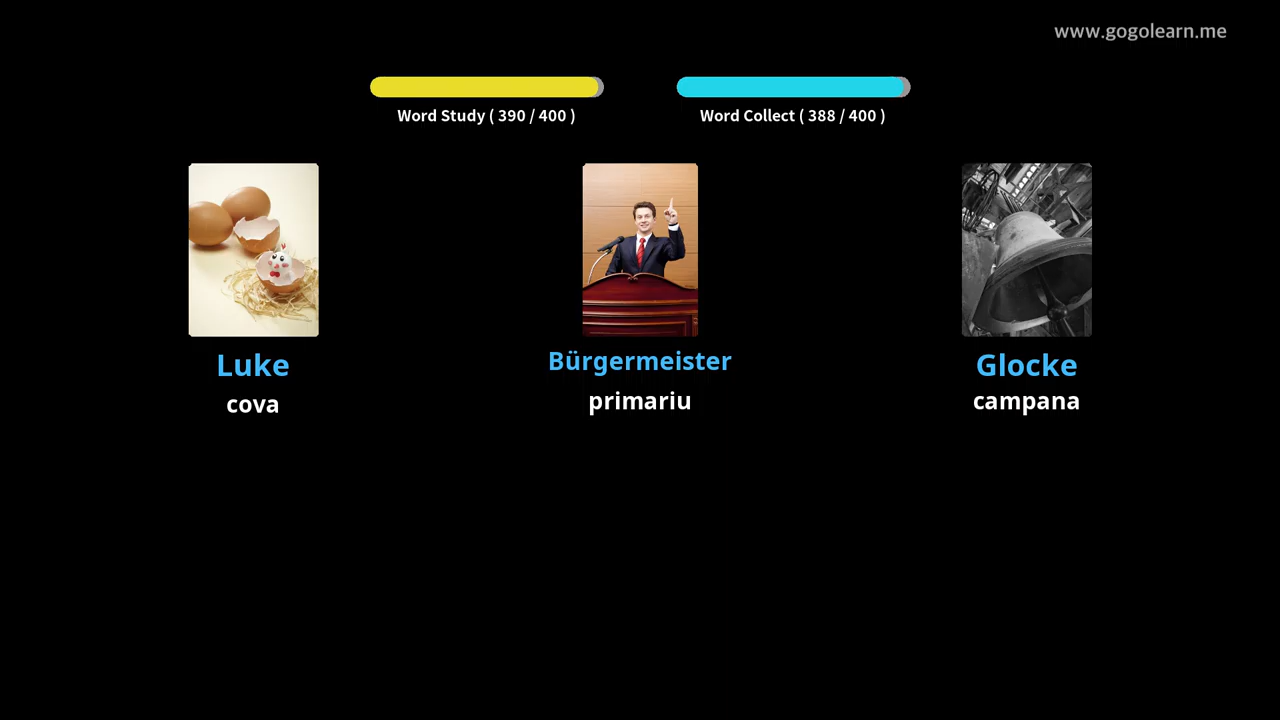 www.gogolearn.me
Word Study ( 390 / 400 )
Word Collect ( 388 / 400 )
Luke
Bürgermeister
Glocke
cova
primariu
campana